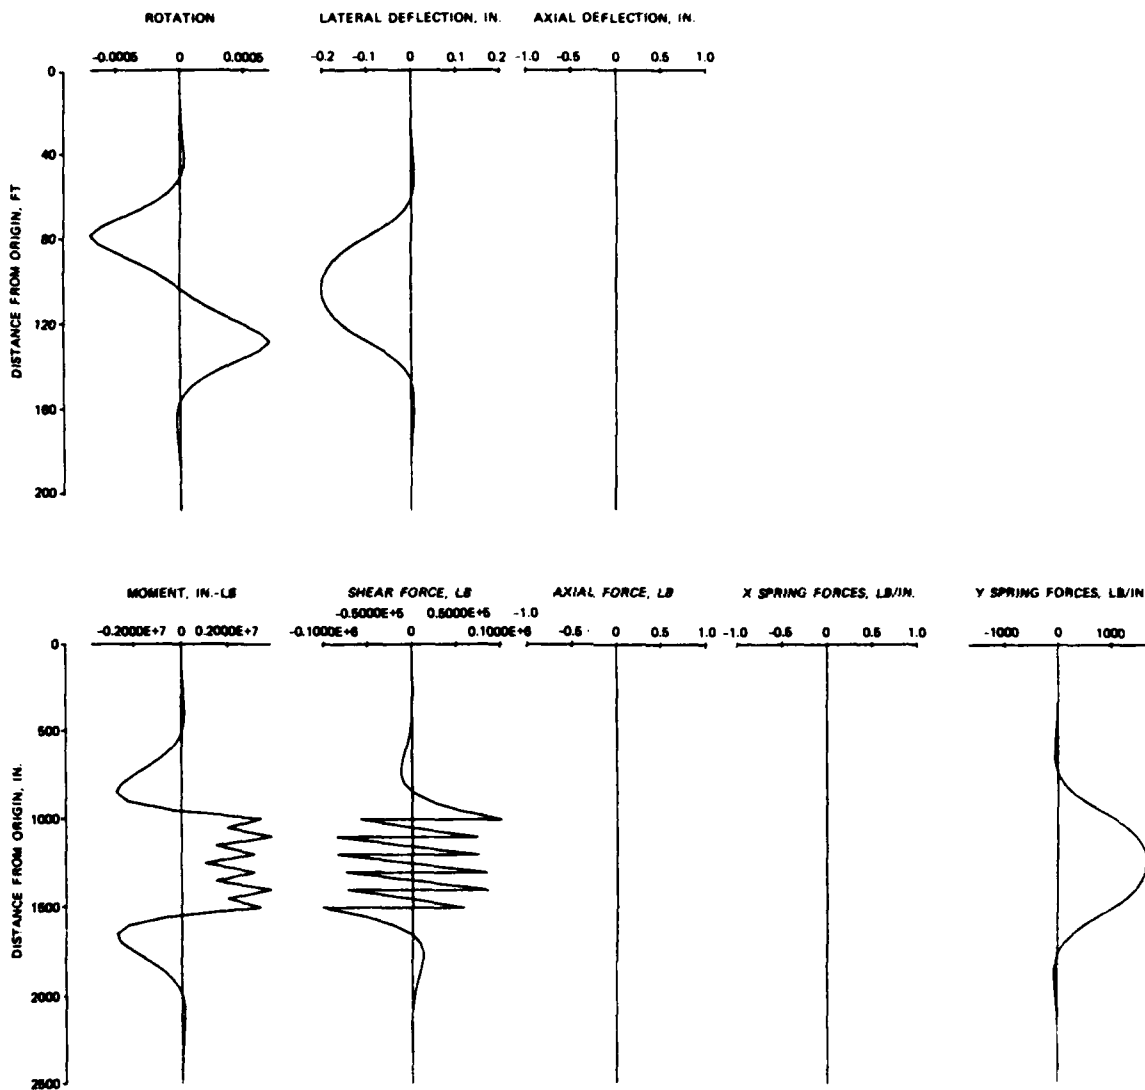 ROTATION LATERAL DEFLECTION, IN. AXIAL DEFLECTION, IN.
-0.0005 0 0.0005 -0.2 -0.1 0 0.1 0.2 -1.0 -0.5 0 0.5 1.0
0
40
80
120
160
200
DISTANCE FROM ORIGIN, FT
MOMENT, IN.-LB SHEAR FORCE, LB AXIAL FORCE, LB X SPRING FORCES, LB/IN. Y SPRING FORCES, LB/IN
-0.5000E+5 0.5000E+5 -1.0
-0.2000E+7 0 0.2000E+7 -0.1000E+6 0 0.1000E+6 -0.5 0 0.5 1.0 -1.0 -0.5 0 0.5 1.0 -1000 0 1000
0
500
1000
1500
2000
2500
DISTANCE FROM ORIGIN, IN.